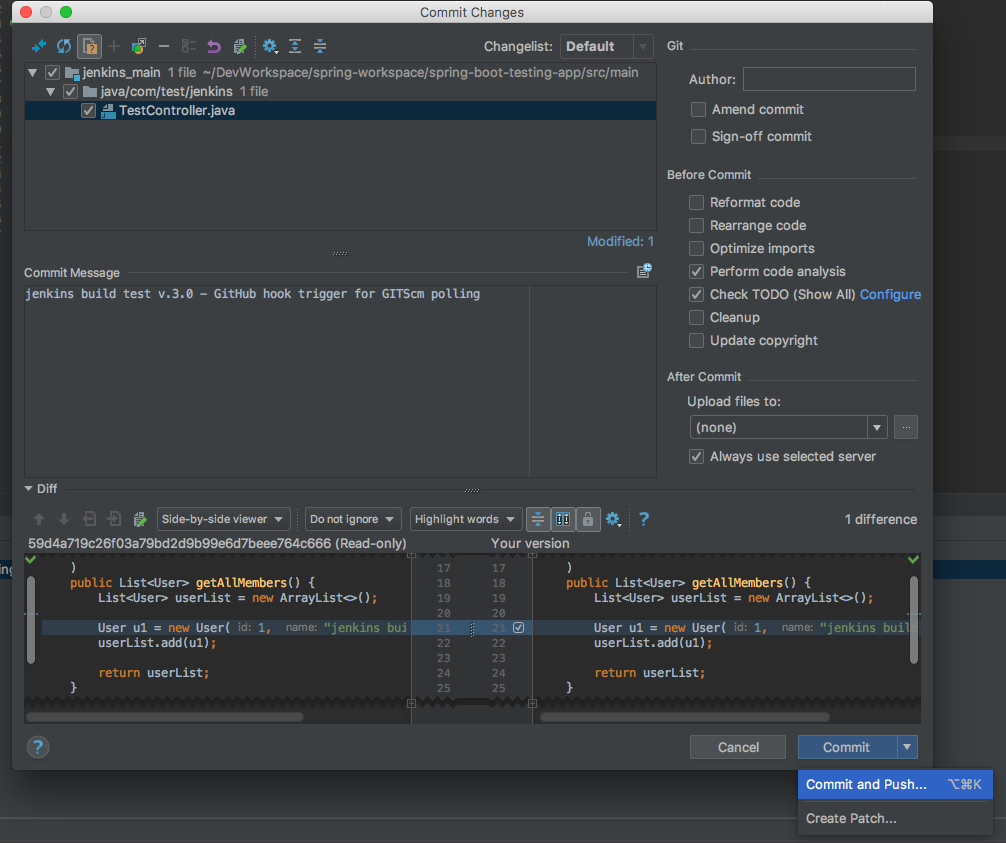 Commit Changes
Changelist: Default
Git
jenkins_main 1 file ~/DevWorkspace/spring-workspace/spring-boot-testing-app/src/main
java/com/test/jenkins 1 file
TestController.java
Author:
Amend commit
Sign-off commit
Before Commit
Reformat code
Rearrange code
Optimize imports
Modified: 1
Commit Message
Perform code analysis
jenkins build test v.3.0 – GitHub hook trigger for GITScm polling
Check TODO (Show All) Configure
Cleanup
Update copyright
After Commit
Upload files to:
(none)
...
Always use selected server
Diff
Side-by-side viewer
Do not ignore
Highlight words
?
1 difference
59d4a719c26f03a79bd2d9b99e6d7beee764c666 (Read-only)
Your version
) 17 17 )
public List<User> getAllMembers() { 18 18 public List<User> getAllMembers() {
List<User> userList = new ArrayList<>(); 19 19 List<User> userList = new ArrayList<>();
20 20
User u1 = new User( id: 1, name: "jenkins bui 21 21 User u1 = new User( id: 1, name: "jenkins buil
userList.add(u1); 22 22 userList.add(u1);
23 23
return userList; 24 24 return userList;
} 25 25 }
?
Cancel
Commit
Commit and Push... ⌥⌘K
Create Patch...